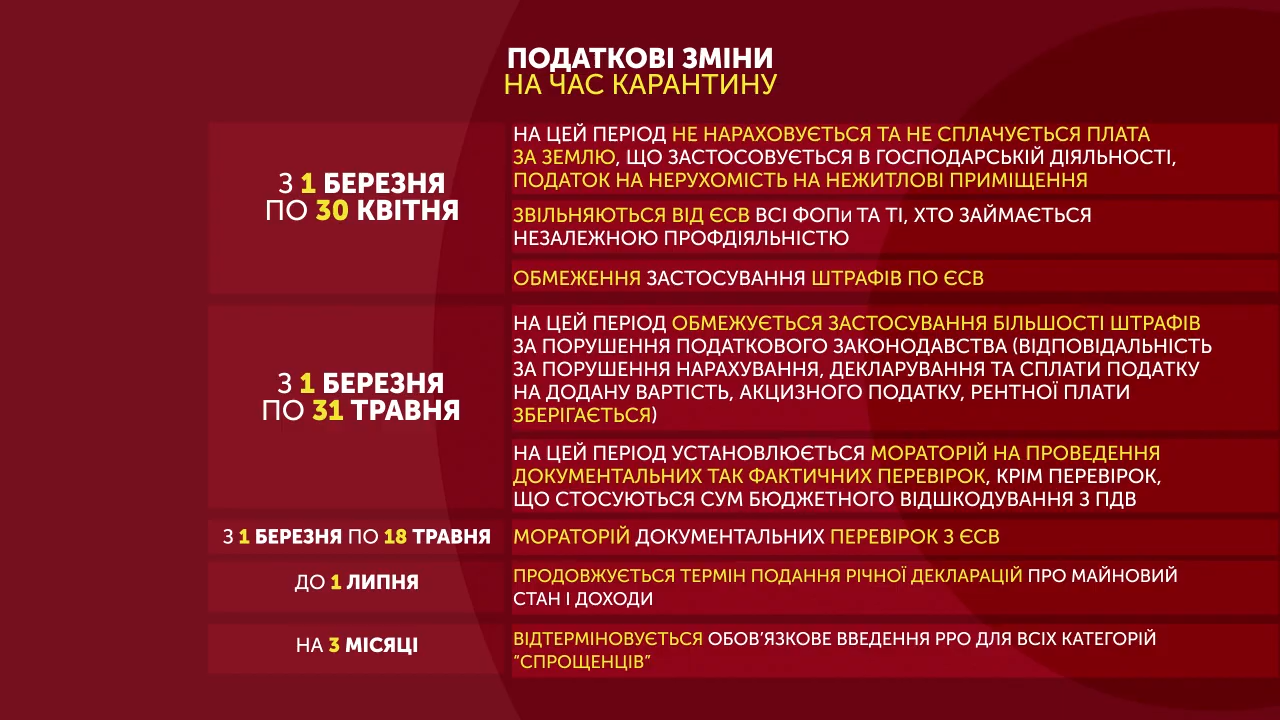 ПОДАТКОВІ ЗМІНИ
НА ЧАС КАРАНТИНУ
З 1 БЕРЕЗНЯ
ПО 30 КВІТНЯ
НА ЦЕЙ ПЕРІОД НЕ НАРАХОВУЄТЬСЯ ТА НЕ СПЛАЧУЄТЬСЯ ПЛАТА
ЗА ЗЕМЛЮ, ЩО ЗАСТОСОВУЄТЬСЯ В ГОСПОДАРСЬКІЙ ДІЯЛЬНОСТІ,
ПОДАТОК НА НЕРУХОМІСТЬ НА НЕЖИТЛОВІ ПРИМІЩЕННЯ
ЗВІЛЬНЯЮТЬСЯ ВІД ЄСВ ВСІ ФОПи ТА ТІ, ХТО ЗАЙМАЄТЬСЯ
НЕЗАЛЕЖНОЮ ПРОФДІЯЛЬНІСТЮ
ОБМЕЖЕННЯ ЗАСТОСУВАННЯ ШТРАФІВ ПО ЄСВ
З 1 БЕРЕЗНЯ
ПО 31 ТРАВНЯ
НА ЦЕЙ ПЕРІОД ОБМЕЖУЄТЬСЯ ЗАСТОСУВАННЯ БІЛЬШОСТІ ШТРАФІВ
ЗА ПОРУШЕННЯ ПОДАТКОВОГО ЗАКОНОДАВСТВА (ВІДПОВІДАЛЬНІСТЬ
ЗА ПОРУШЕННЯ НАРАХУВАННЯ, ДЕКЛАРУВАННЯ ТА СПЛАТИ ПОДАТКУ
НА ДОДАНУ ВАРТІСТЬ, АКЦИЗНОГО ПОДАТКУ, РЕНТНОЇ ПЛАТИ
ЗБЕРІГАЄТЬСЯ)
НА ЦЕЙ ПЕРІОД УСТАНОВЛЮЄТЬСЯ МОРАТОРІЙ НА ПРОВЕДЕННЯ
ДОКУМЕНТАЛЬНИХ ТАК ФАКТИЧНИХ ПЕРЕВІРОК, КРІМ ПЕРЕВІРОК,
ЩО СТОСУЮТЬСЯ СУМ БЮДЖЕТНОГО ВІДШКОДУВАННЯ З ПДВ
З 1 БЕРЕЗНЯ ПО 18 ТРАВНЯ
МОРАТОРІЙ ДОКУМЕНТАЛЬНИХ ПЕРЕВІРОК З ЄСВ
ДО 1 ЛИПНЯ
ПРОДОВЖУЄТЬСЯ ТЕРМІН ПОДАННЯ РІЧНОЇ ДЕКЛАРАЦІЙ ПРО МАЙНОВИЙ
СТАН І ДОХОДИ
НА 3 МІСЯЦІ
ВІДТЕРМІНОВУЄТЬСЯ ОБОВ’ЯЗКОВЕ ВВЕДЕННЯ РРО ДЛЯ ВСІХ КАТЕГОРІЙ
“СПРОЩЕНЦІВ”